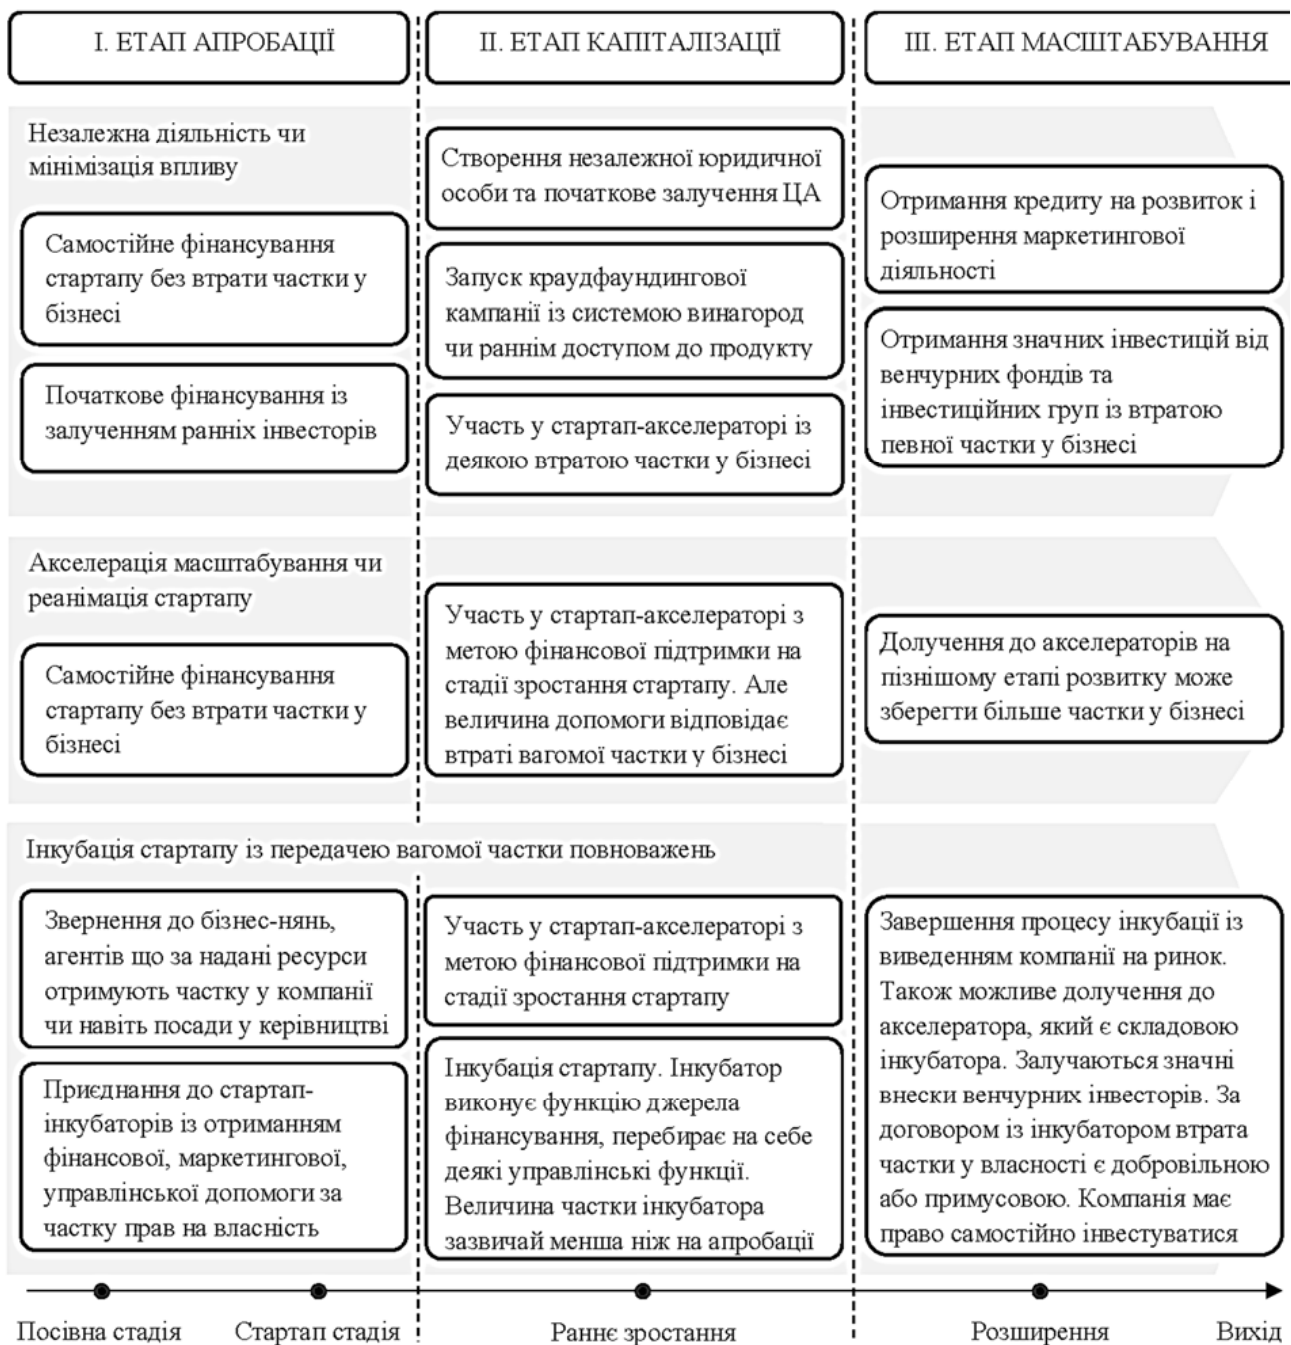 І. ЕТАП АПРОБАЦІЇ
ІІ. ЕТАП КАПІТАЛІЗАЦІЇ
ІІІ. ЕТАП МАСШТАБУВАННЯ
Незалежна діяльність чи
мінімізація впливу
Самостійне фінансування
стартапу без втрати частки у
бізнесі
Початкове фінансування із
залученням ранніх інвесторів
Створення незалежної юридичної
особи та початкове залучення ЦА
Запуск краудфаундингової
кампанії із системою винагород
чи раннім доступом до продукту
Участь у стартап-акселераторі із
деякою втратою частки у бізнесі
Отримання кредиту на розвиток і
розширення маркетингової
діяльності
Отримання значних інвестицій від
венчурних фондів та
інвестиційних груп із втратою
певної частки у бізнесі
Акселерація масштабування чи
реанімація стартапу
Самостійне фінансування
стартапу без втрати частки у
бізнесі
Участь у стартап-акселераторі з
метою фінансової підтримки на
стадії зростання стартапу. Але
величина допомоги відповідає
втраті вагомої частки у бізнесі
Долучення до акселераторів на
пізнішому етапі розвитку може
зберегти більше частки у бізнесі
Інкубація стартапу із передачею вагомої частки повноважень
Звернення до бізнес-нянь,
агентів що за надані ресурси
отримують частку у компанії
чи навіть посади у керівництві
Приєднання до стартап-
інкубаторів із отриманням
фінансової, маркетингової,
управлінської допомоги за
частку прав на власність
Участь у стартап-акселераторі з
метою фінансової підтримки на
стадії зростання стартапу
Інкубація стартапу. Інкубатор
виконує функцію джерела
фінансування, перебирає на себе
деякі управлінські функції.
Величина частки інкубатора
зазвичай менша ніж на апробації
Завершення процесу інкубації із
виведенням компанії на ринок.
Також можливе долучення до
акселератора, який є складовою
інкубатора. Залучаються значні
внески венчурних інвесторів. За
договором із інкубатором втрата
частки у власності є добровільною
або примусовою. Компанія має
право самостійно інвестуватися
Посівна стадія
Стартап стадія
Раннє зростання
Розширення
Вихід